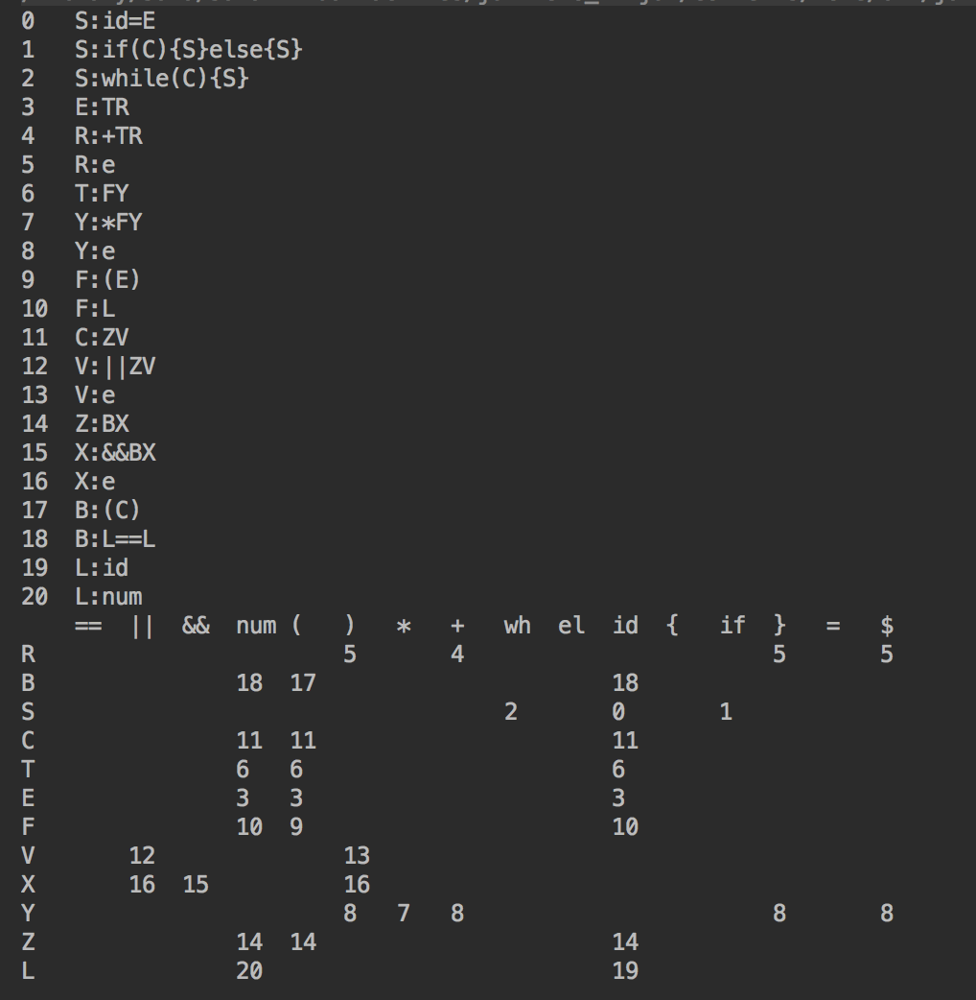 0 S:id=E
1 S:if(C){S}else{S}
2 S:while(C){S}
3 E:TR
4 R:+TR
5 R:e
6 T:FY
7 Y:*FY
8 Y:e
9 F:(E)
10 F:L
11 C:ZV
12 V:||ZV
13 V:e
14 Z:BX
15 X:&&BX
16 X:e
17 B:(C)
18 B:L==L
19 L:id
20 L:num
== || && num ( ) * + wh el id { if } = $
R 5 4 5 5
B 18 17 18
S 2 0 1
C 11 11 11
T 6 6 6
E 3 3 3
F 10 9 10
V 12 13
X 16 15 16
Y 8 7 8 8 8
Z 14 14 14
L 20 19